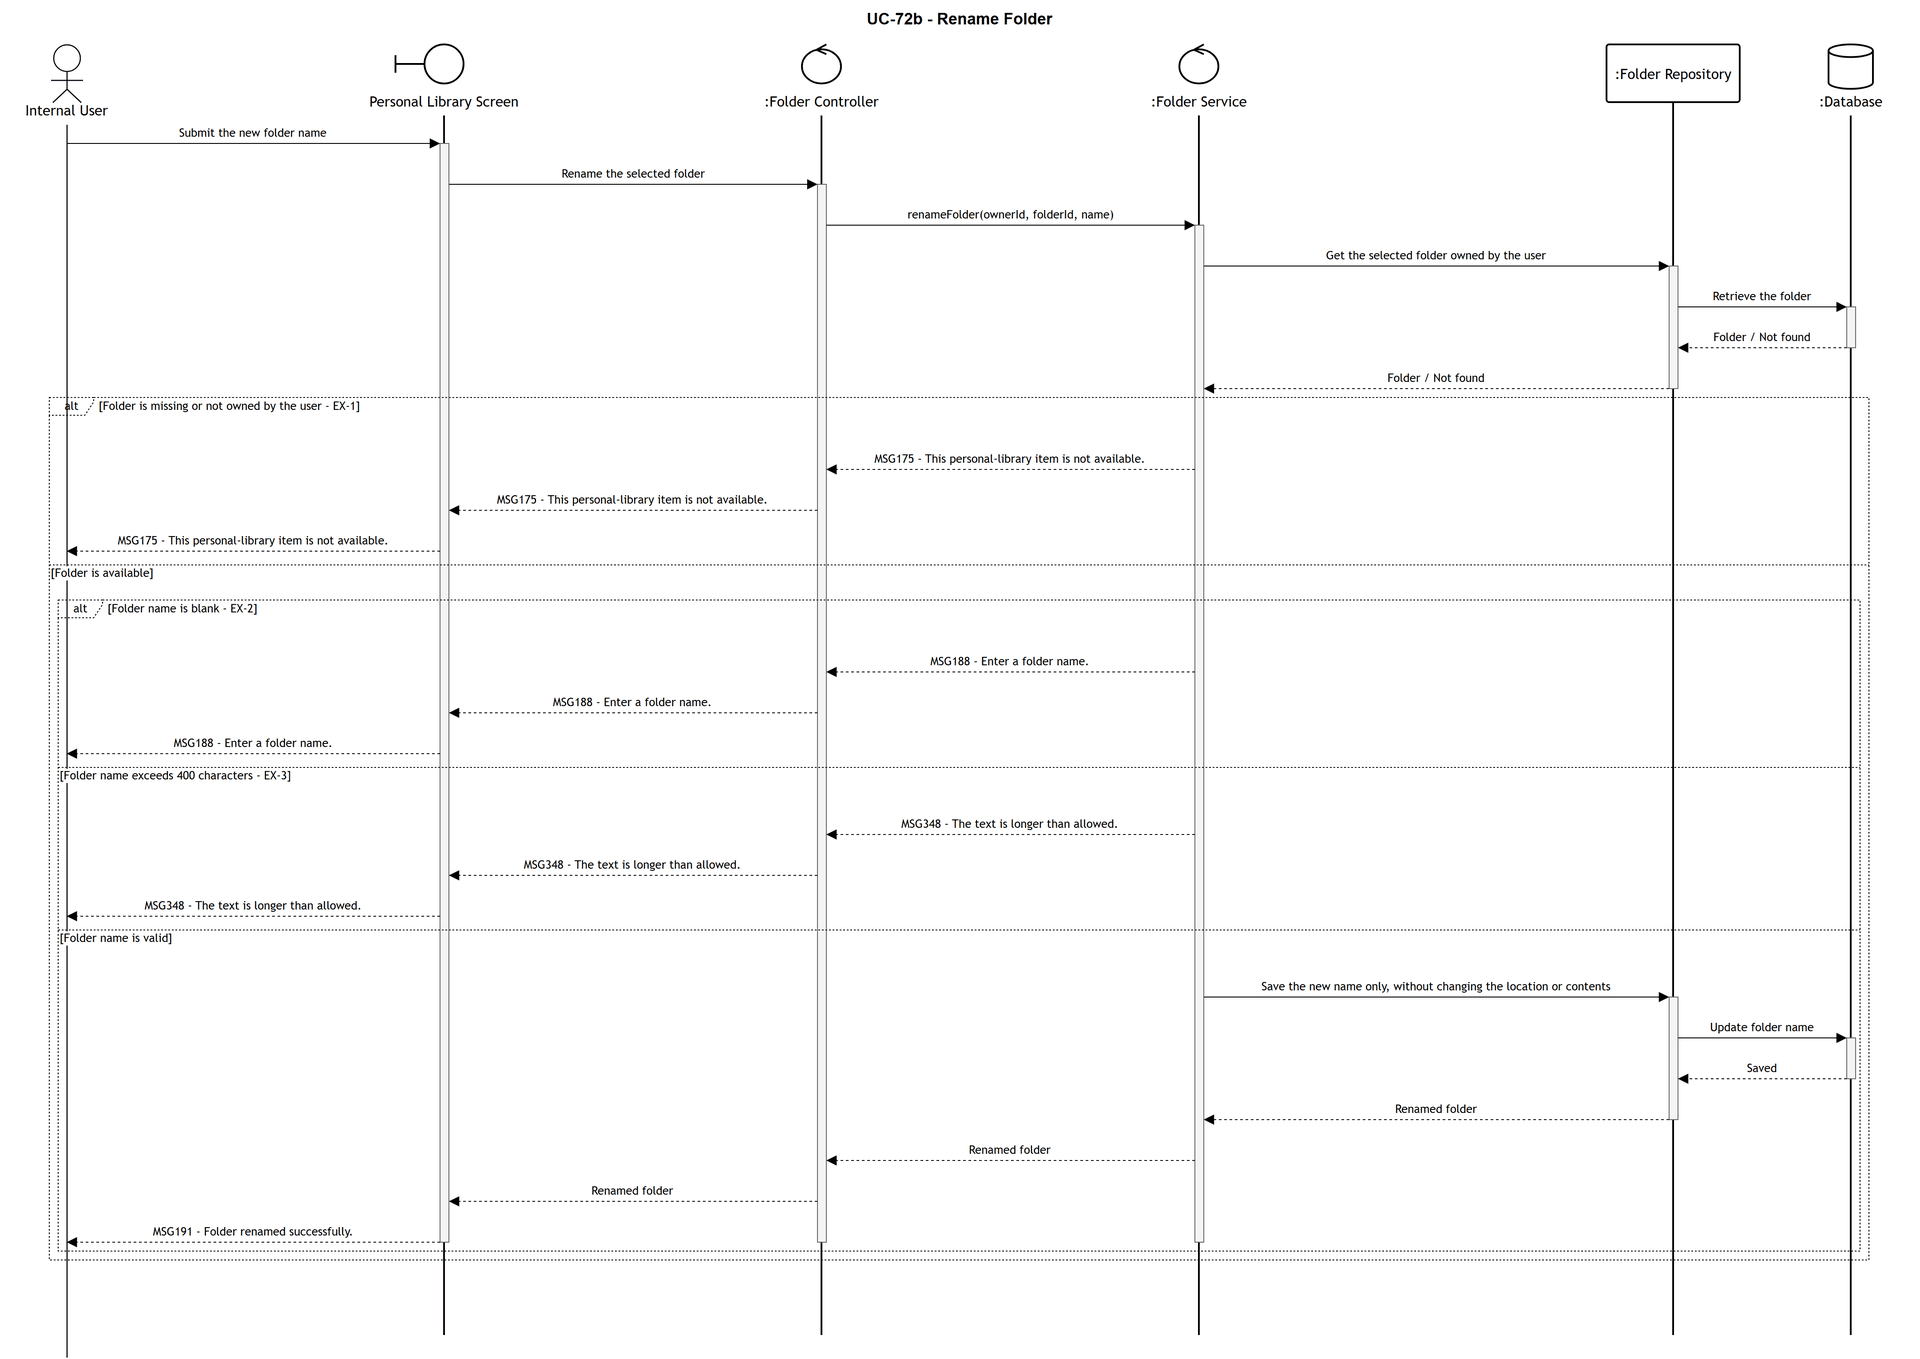 UC-72b - Rename Folder
Internal User
Personal Library Screen
:Folder Controller
:Folder Service
:Folder Repository
:Database
Submit the new folder name
Rename the selected folder
renameFolder(ownerId, folderId, name)
Get the selected folder owned by the user
Retrieve the folder
Folder / Not found
Folder / Not found
alt
[Folder is missing or not owned by the user - EX-1]
MSG175 - This personal-library item is not available.
MSG175 - This personal-library item is not available.
MSG175 - This personal-library item is not available.
[Folder is available]
alt
[Folder name is blank - EX-2]
MSG188 - Enter a folder name.
MSG188 - Enter a folder name.
MSG188 - Enter a folder name.
[Folder name exceeds 400 characters - EX-3]
MSG348 - The text is longer than allowed.
MSG348 - The text is longer than allowed.
MSG348 - The text is longer than allowed.
[Folder name is valid]
Save the new name only, without changing the location or contents
Update folder name
Saved
Renamed folder
Renamed folder
Renamed folder
MSG191 - Folder renamed successfully.